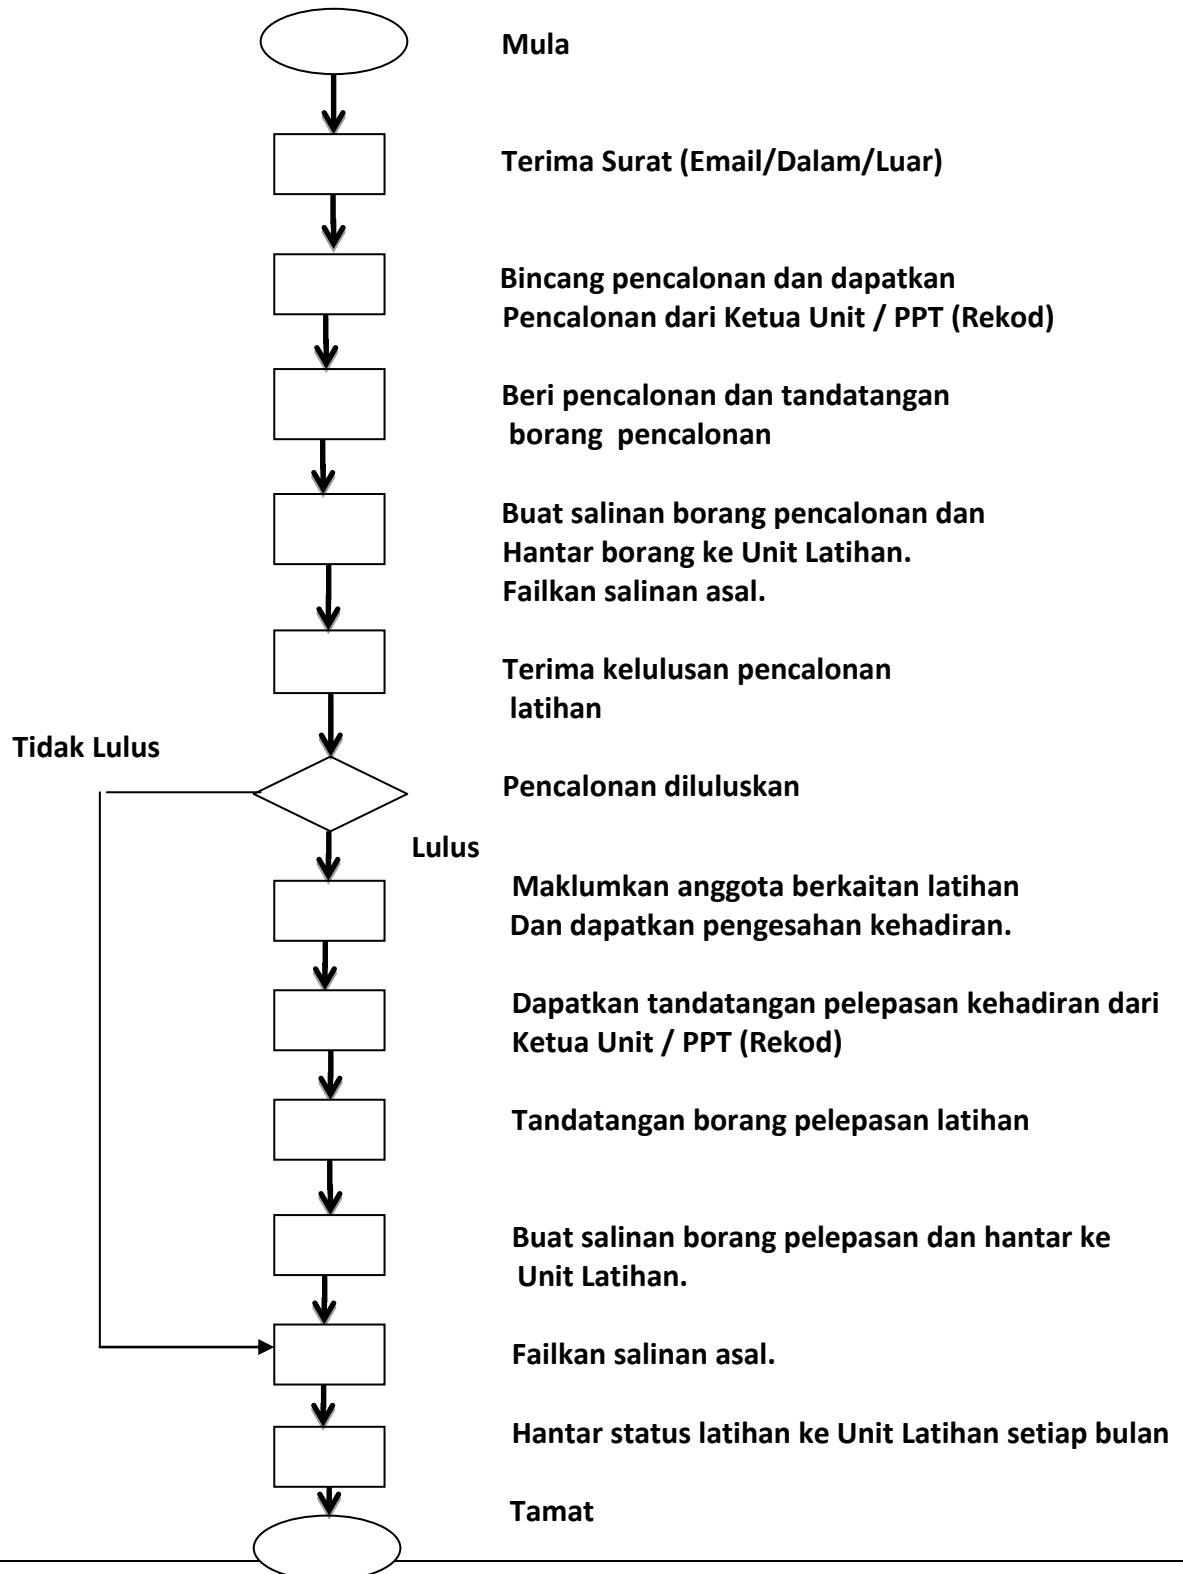 Mula
Terima Surat (Email/Dalam/Luar)
Bincang pencalonan dan dapatkan
Pencalonan dari Ketua Unit / PPT (Rekod)
Beri pencalonan dan tandatangan
borang pencalonan
Buat salinan borang pencalonan dan
Hantar borang ke Unit Latihan.
Failkan salinan asal.
Terima kelulusan pencalonan
latihan
Tidak Lulus
Pencalonan diluluskan
Lulus
Maklumkan anggota berkaitan latihan
Dan dapatkan pengesahan kehadiran.
Dapatkan tandatangan pelepasan kehadiran dari
Ketua Unit / PPT (Rekod)
Tandatangan borang pelepasan latihan
Buat salinan borang pelepasan dan hantar ke
Unit Latihan.
Failkan salinan asal.
Hantar status latihan ke Unit Latihan setiap bulan
Tamat